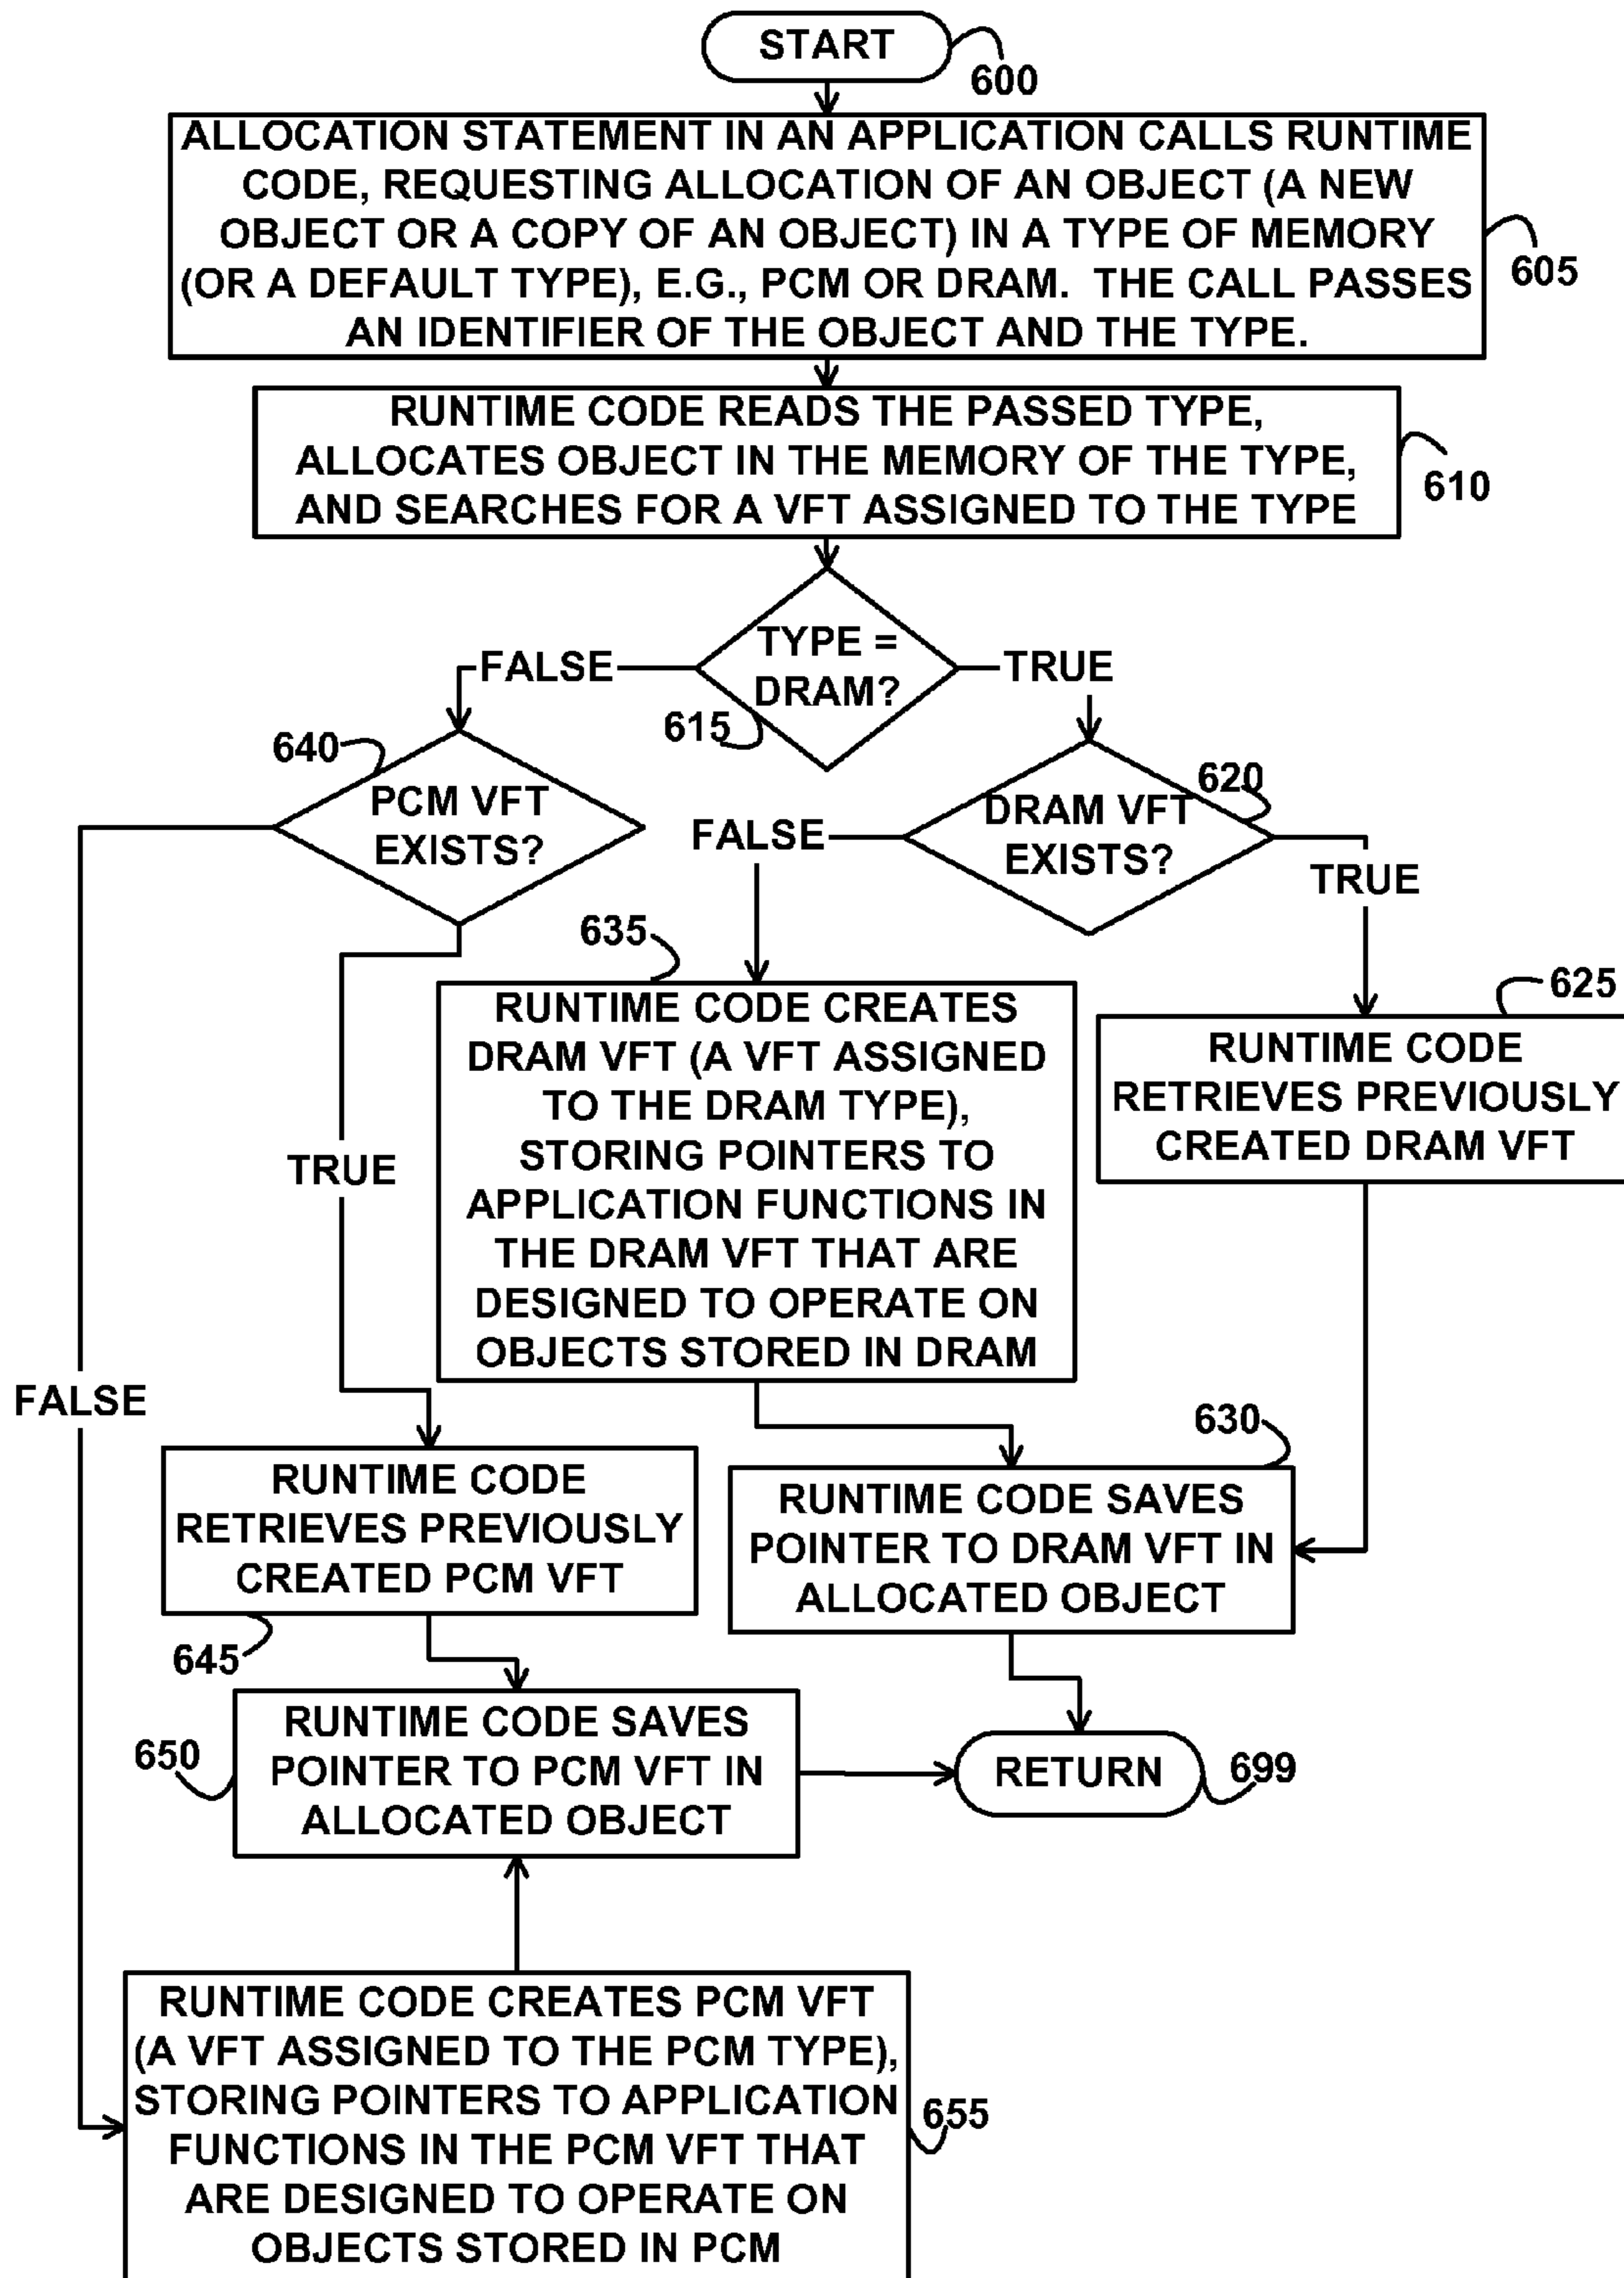 START
600
ALLOCATION STATEMENT IN AN APPLICATION CALLS RUNTIME
CODE, REQUESTING ALLOCATION OF AN OBJECT (A NEW
OBJECT OR A COPY OF AN OBJECT) IN A TYPE OF MEMORY
(OR A DEFAULT TYPE), E.G., PCM OR DRAM. THE CALL PASSES
AN IDENTIFIER OF THE OBJECT AND THE TYPE.
605
RUNTIME CODE READS THE PASSED TYPE,
ALLOCATES OBJECT IN THE MEMORY OF THE TYPE,
AND SEARCHES FOR A VFT ASSIGNED TO THE TYPE
610
TYPE =
DRAM?
615
FALSE
TRUE
640
PCM VFT
EXISTS?
620
DRAM VFT
EXISTS?
FALSE
TRUE
635
RUNTIME CODE CREATES
DRAM VFT (A VFT ASSIGNED
TO THE DRAM TYPE),
STORING POINTERS TO
APPLICATION FUNCTIONS IN
THE DRAM VFT THAT ARE
DESIGNED TO OPERATE ON
OBJECTS STORED IN DRAM
625
RUNTIME CODE
RETRIEVES PREVIOUSLY
CREATED DRAM VFT
TRUE
FALSE
630
RUNTIME CODE SAVES
POINTER TO DRAM VFT IN
ALLOCATED OBJECT
RUNTIME CODE
RETRIEVES PREVIOUSLY
CREATED PCM VFT
645
650
RUNTIME CODE SAVES
POINTER TO PCM VFT IN
ALLOCATED OBJECT
RETURN
699
RUNTIME CODE CREATES PCM VFT
(A VFT ASSIGNED TO THE PCM TYPE),
STORING POINTERS TO APPLICATION
FUNCTIONS IN THE PCM VFT THAT
ARE DESIGNED TO OPERATE ON
OBJECTS STORED IN PCM
655